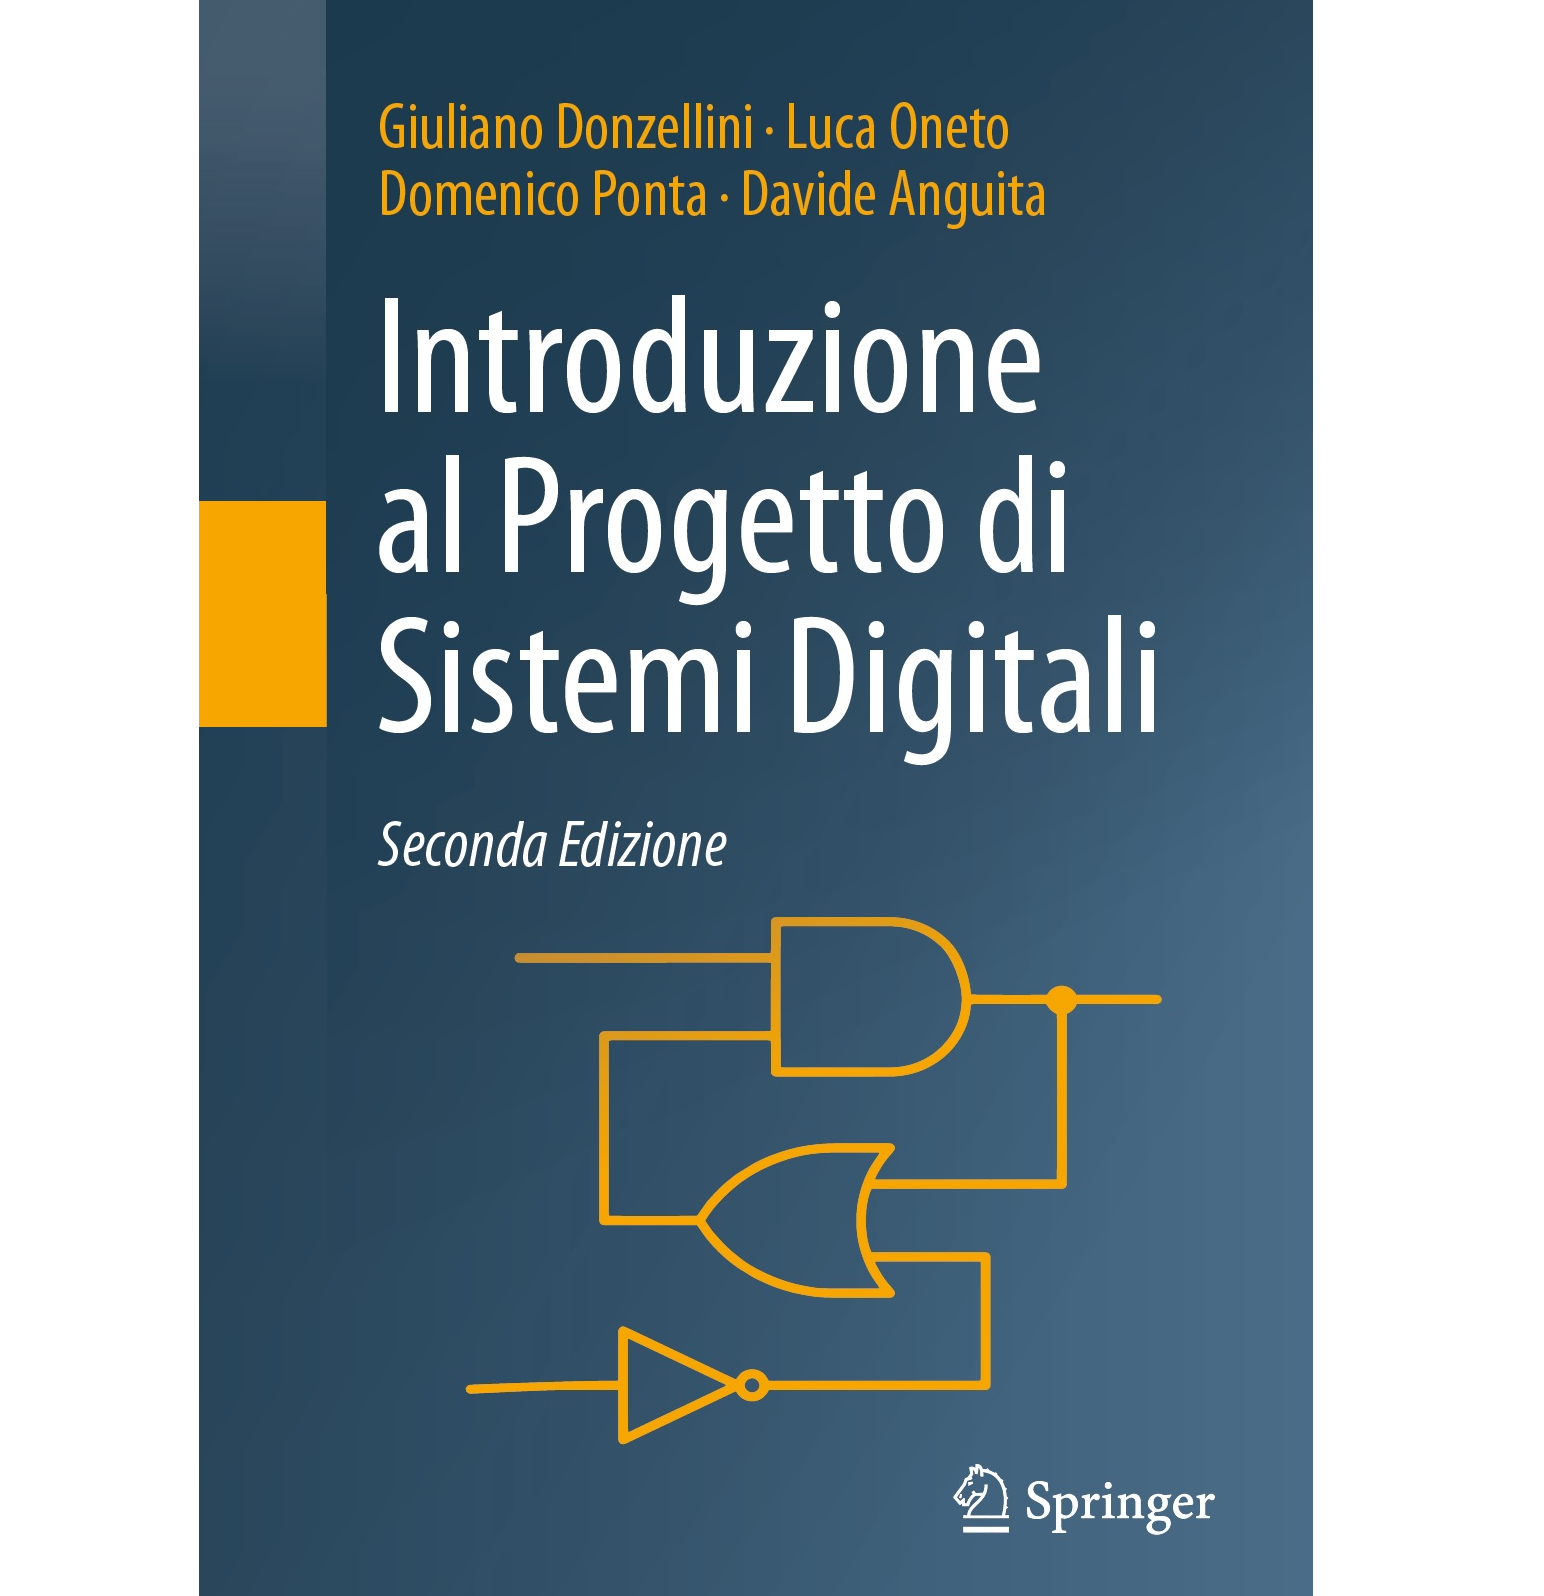 Giuliano Donzellini · Luca Oneto
Domenico Ponta · Davide Anguita
Introduzione
al Progetto di
Sistemi Digitali
Seconda Edizione
Springer